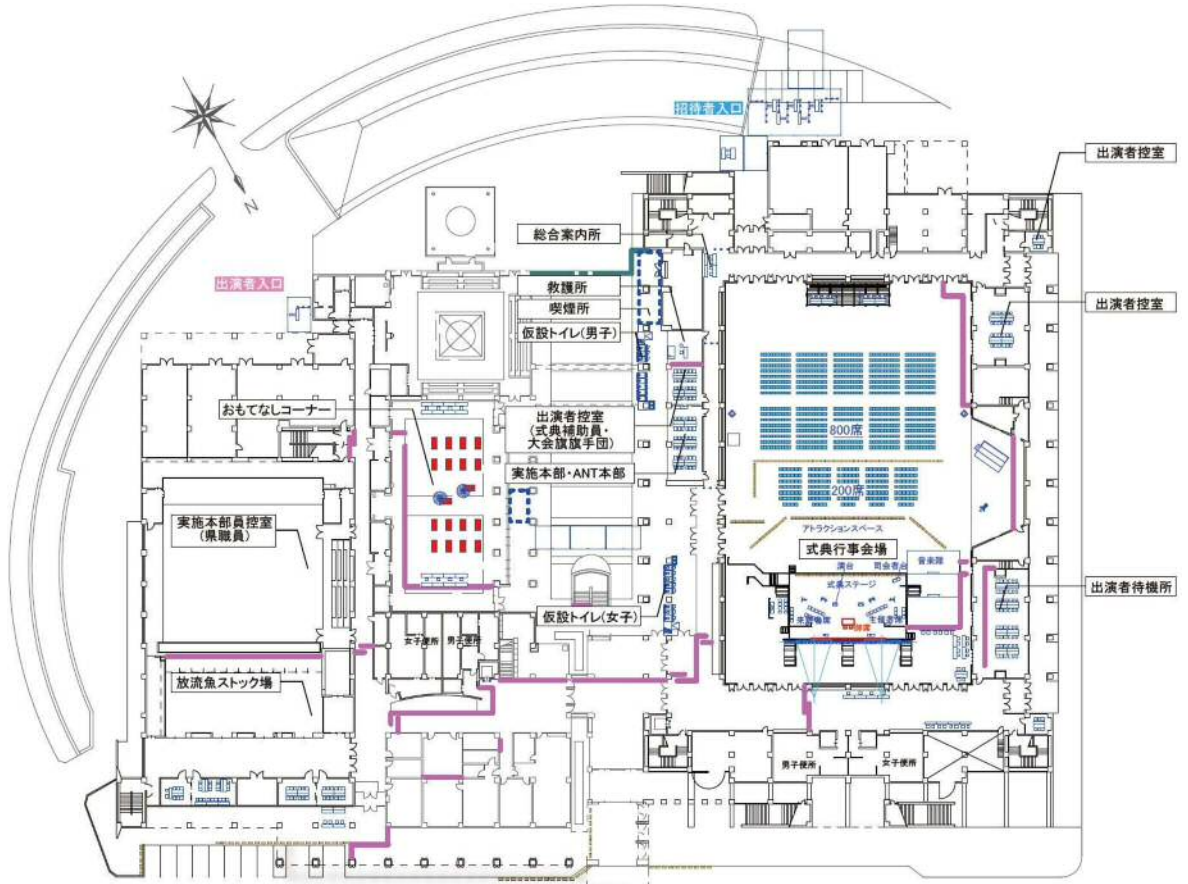 招待者入口
出演者控室
総合案内所
N
出演者入口
救護所
喫煙所
出演者控室
仮設トイレ(男子)
おもてなしコーナー
出演者控室
(式典補助員・
大会旗旗手団)
800席
実施本部・ANT本部
200席
実施本部員控室
(県職員)
アトラクションスペース
式典行事会場
音楽隊
演台
司会者台
式典ステージ
出演者待機所
仮設トイレ(女子)
主催者席
女子便所
男子便所
放流魚ストック場
男子便所
女子便所